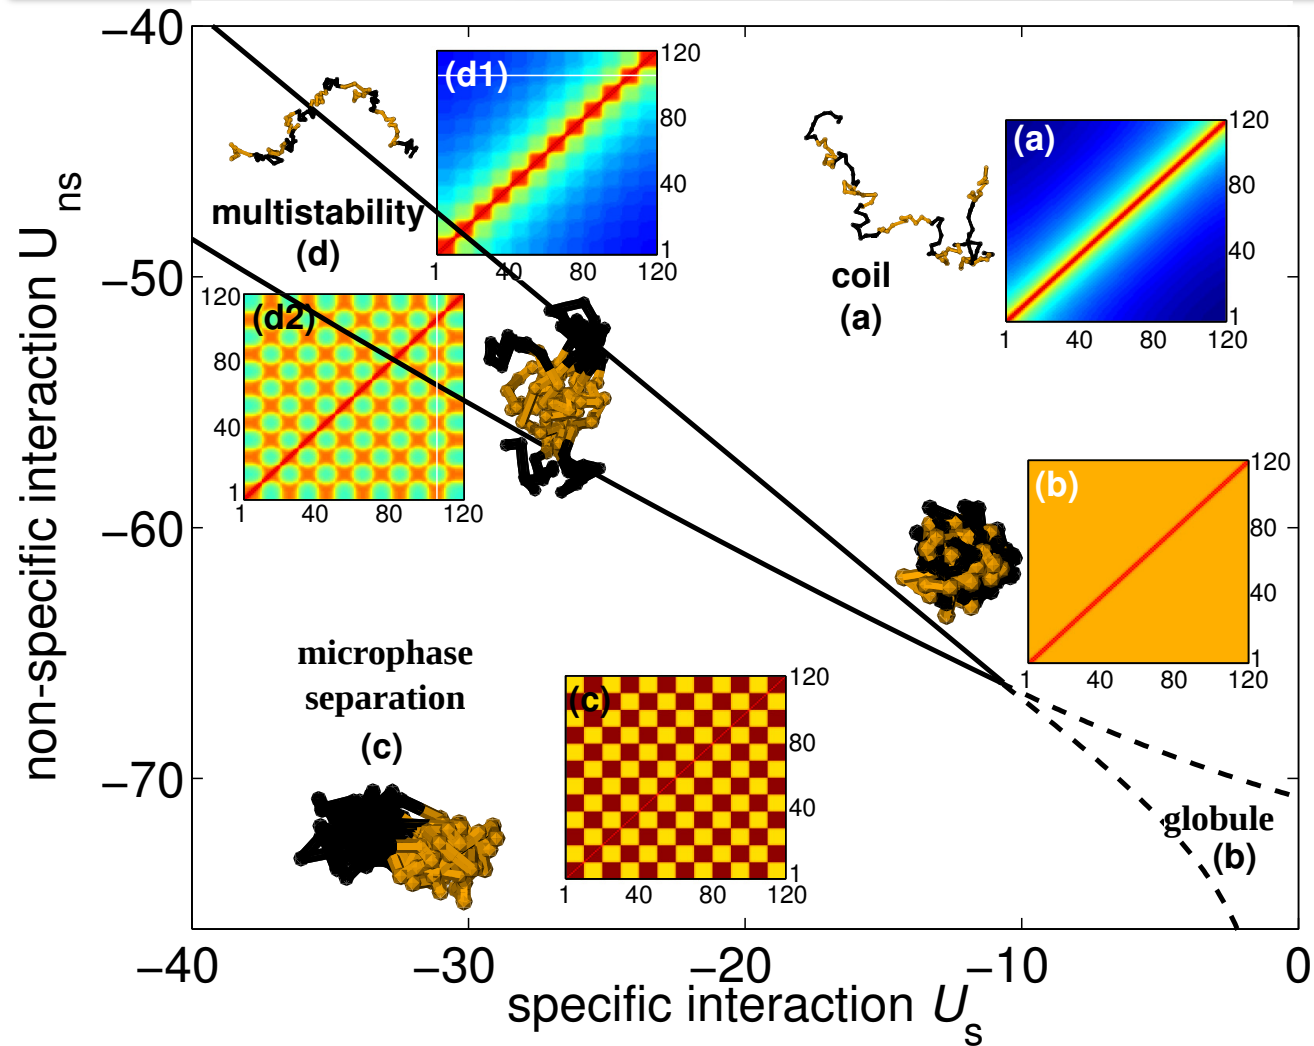 −40
−50
−60
−70
non-specific interaction U ns
(d1)
120
80
40
1
1 40 80 120
multistability
(d)
(a)
120
80
40
1
1 40 80 120
coil
(a)
(d2)
120
80
40
1
1 40 80 120
(b)
120
80
40
1
1 40 80 120
microphase
separation
(c)
(c)
120
80
40
1
1 40 80 120
globule
(b)
−40 −30 −20 −10 0
specific interaction U s